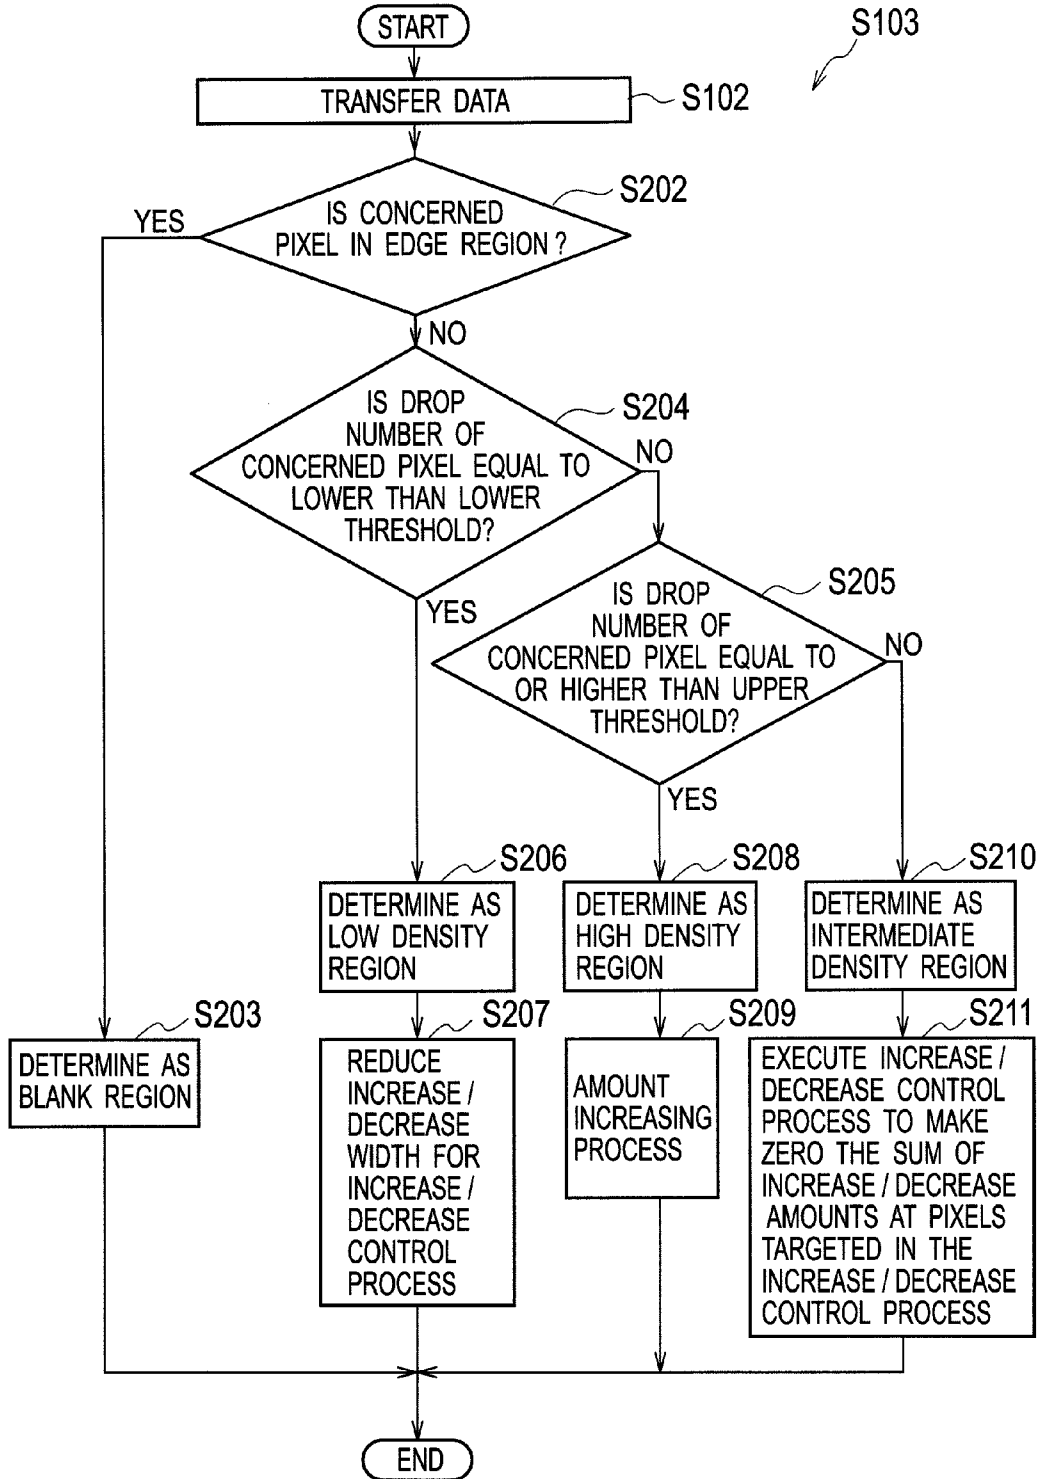 START
S103
TRANSFER DATA
S102
S202
IS CONCERNED
PIXEL IN EDGE REGION ?
YES
NO
IS DROP
NUMBER OF
CONCERNED PIXEL EQUAL TO
LOWER THAN LOWER
THRESHOLD?
S204
NO
YES
IS DROP
NUMBER OF
CONCERNED PIXEL EQUAL TO
OR HIGHER THAN UPPER
THRESHOLD?
S205
NO
YES
S206
DETERMINE AS
LOW DENSITY
REGION
S208
DETERMINE AS
HIGH DENSITY
REGION
S210
DETERMINE AS
INTERMEDIATE
DENSITY REGION
S203
DETERMINE AS
BLANK REGION
S207
REDUCE
INCREASE /
DECREASE
WIDTH FOR
INCREASE /
DECREASE
CONTROL
PROCESS
S209
AMOUNT
INCREASING
PROCESS
S211
EXECUTE INCREASE /
DECREASE CONTROL
PROCESS TO MAKE
ZERO THE SUM OF
INCREASE / DECREASE
AMOUNTS AT PIXELS
TARGETED IN THE
INCREASE / DECREASE
CONTROL PROCESS
END